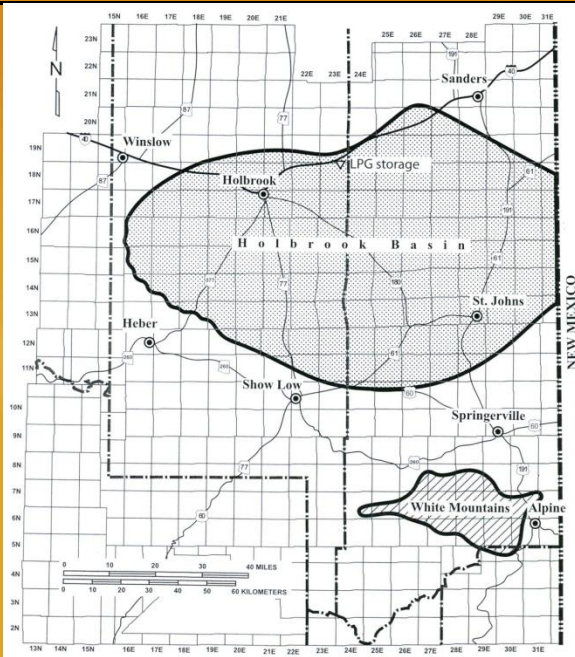 15N 16E 17E 18E 19E 20E 21E
29E 30E 31E
25E 26E 27E 28E
191
23N
22N
N
22E 23E 24E
Sanders
40
21N
87
77
20N
40
Winslow
19N
LPG storage
61
18N
87
Holbrook
17N
191
16N
Holbrook Basin
15N
377
77
180
61
14N
St. Johns
13N
Heber
12N
260
61
11N
260
Show Low
60
NEW MEXICO
10N
Springerville
60
9N
8N
77
260
191
7N
White Mountains
Alpine
6N
60
5N
0 10 20 30 40 MILES
4N
0 10 20 30 40 50 60 KILOMETERS
3N
2N
13N 14N 15N 16E 17E 18E 19E 20E 21E 22E 23E 24E 25E 26E 27E 28E 29E 30E 31E